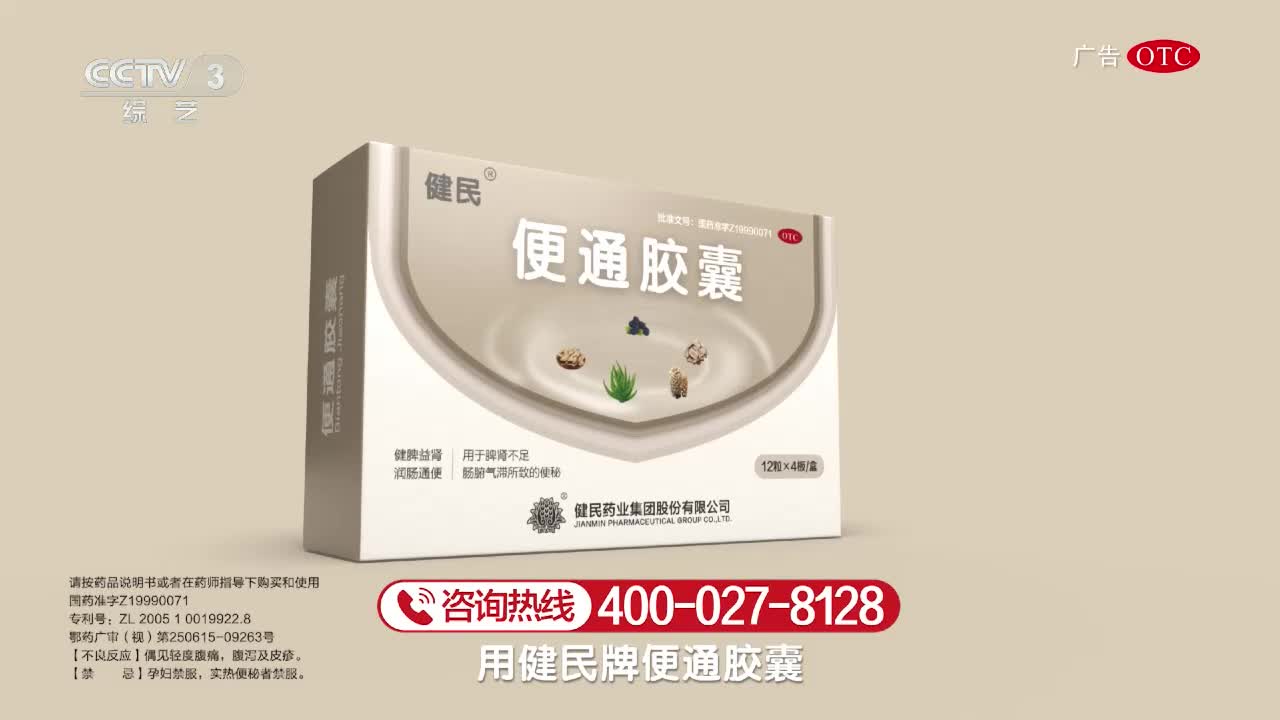 CCTV 3
综艺
广告 OTC
健民®
批准文号：国药准字Z19990071 OTC
便通胶囊
便通胶囊
Biantong Jiaonang
健脾益肾
润肠通便
用于脾肾不足
肠腑气滞所致的便秘
12粒×4板/盒
健民药业集团股份有限公司
JIANMIN PHARMACEUTICAL GROUP CO.,LTD.
请按药品说明书或者在药师指导下购买和使用
国药准字Z19990071
专利号：ZL 2005 1 0019922.8
鄂药广审（视）第250615-09263号
【不良反应】偶见轻度腹痛，腹泻及皮疹。
【禁　　忌】孕妇禁服，实热便秘者禁服。
咨询热线 400-027-8128
用健民牌便通胶囊